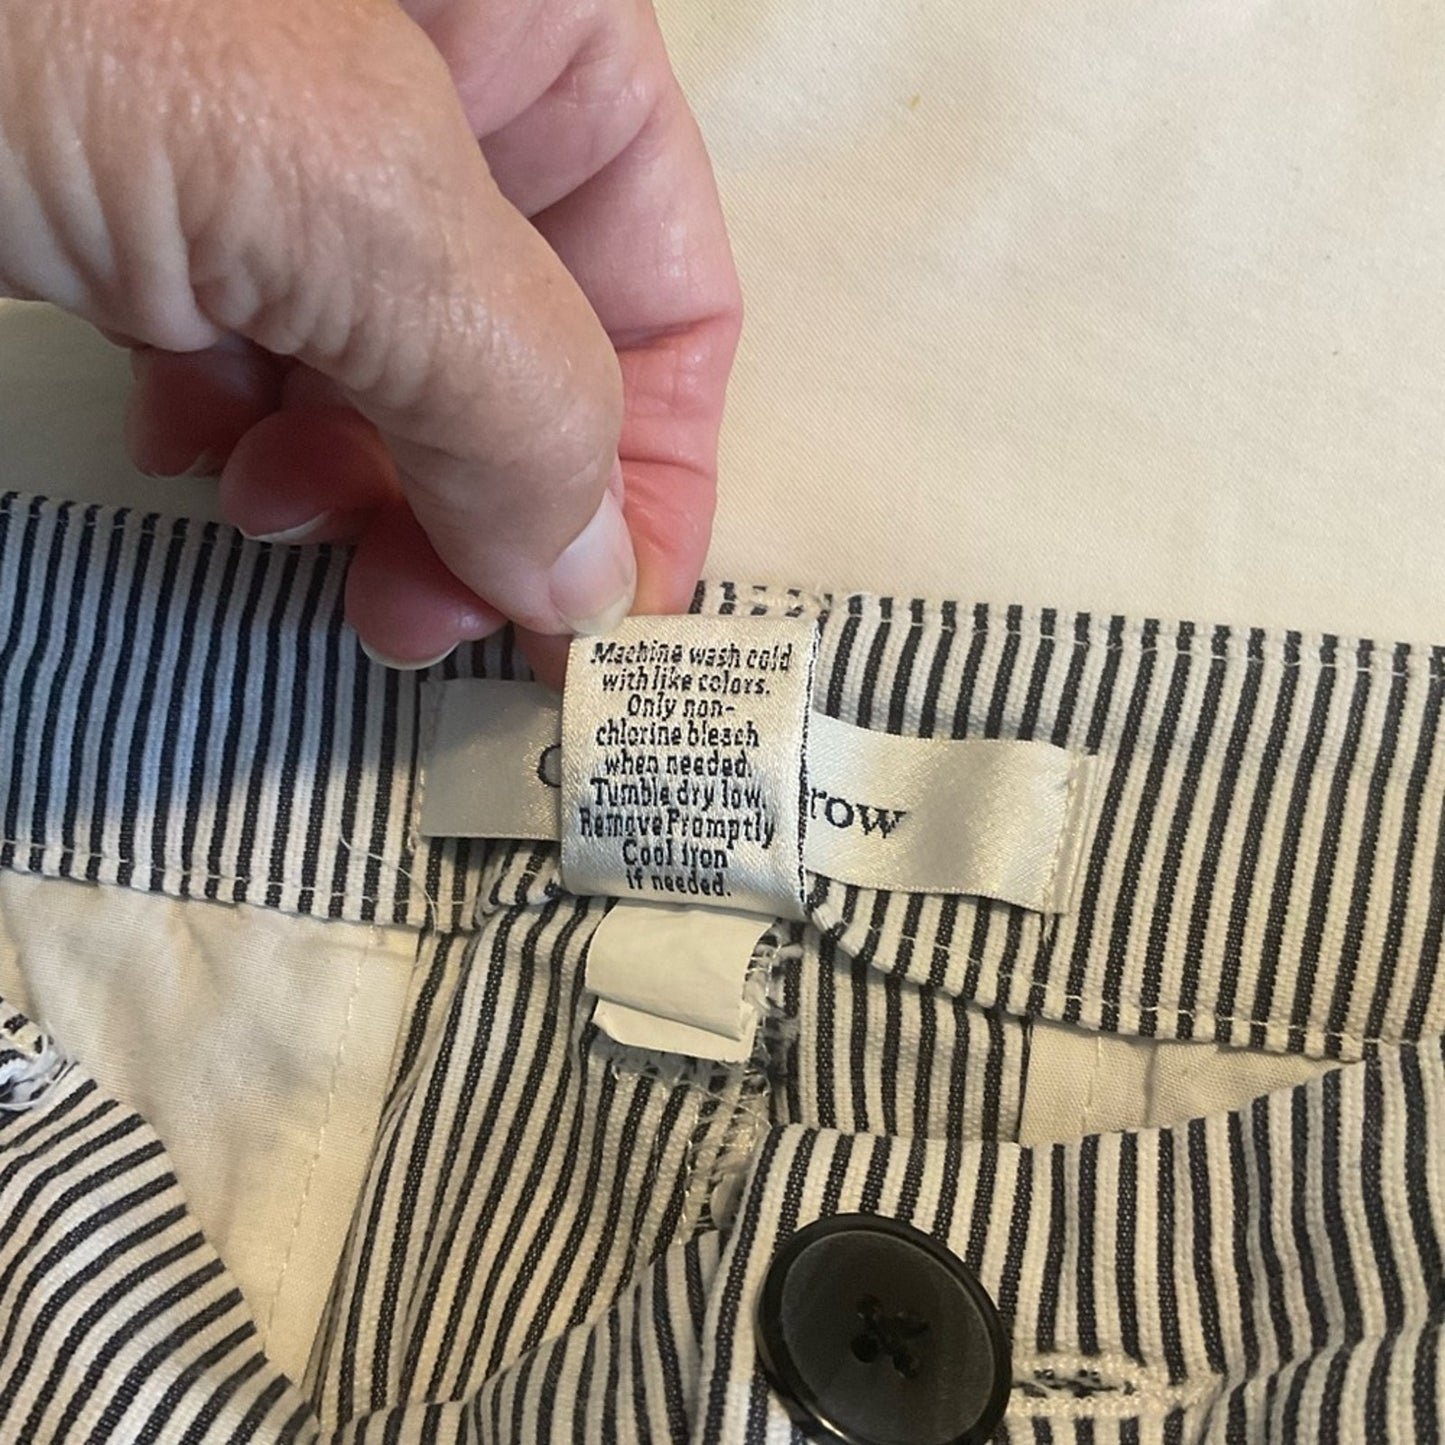 Machine wash cold
with like colors.
Only non-
chlorine bleach
when needed.
Tumble dry low.
Remove Promptly
Cool iron
if needed.